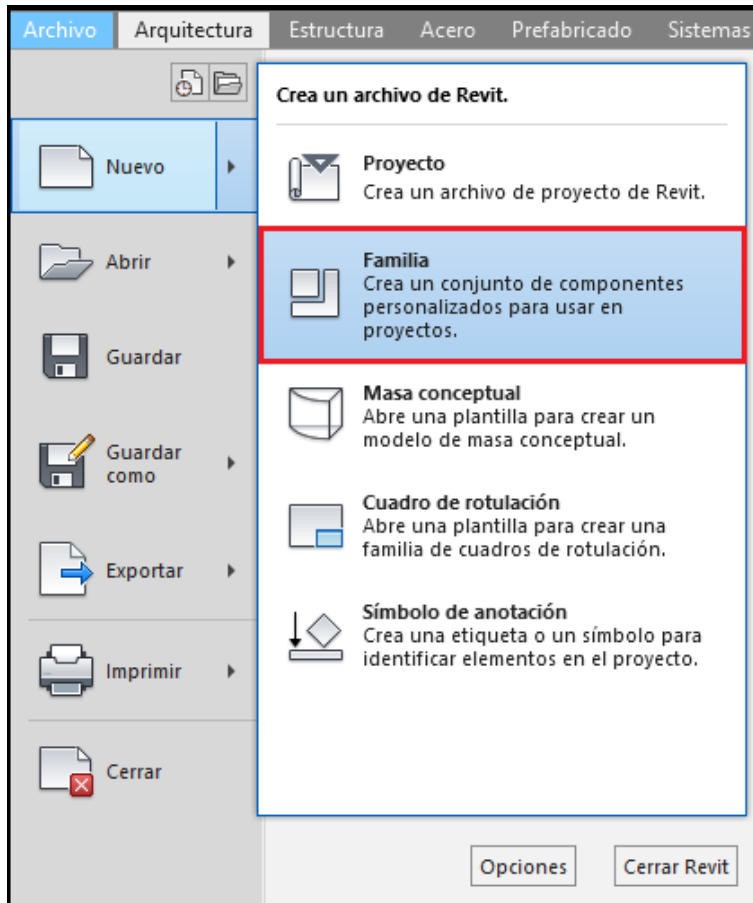 Archivo Arquitectura Estructura Acero Prefabricado Sistemas
Crea un archivo de Revit.
Nuevo
Proyecto
Crea un archivo de proyecto de Revit.
Abrir
Familia
Crea un conjunto de componentes
personalizados para usar en
proyectos.
Guardar
Masa conceptual
Abre una plantilla para crear un
modelo de masa conceptual.
Guardar
como
Cuadro de rotulación
Abre una plantilla para crear una
familia de cuadros de rotulación.
Exportar
Símbolo de anotación
Crea una etiqueta o un símbolo para
identificar elementos en el proyecto.
Imprimir
Cerrar
Opciones Cerrar Revit